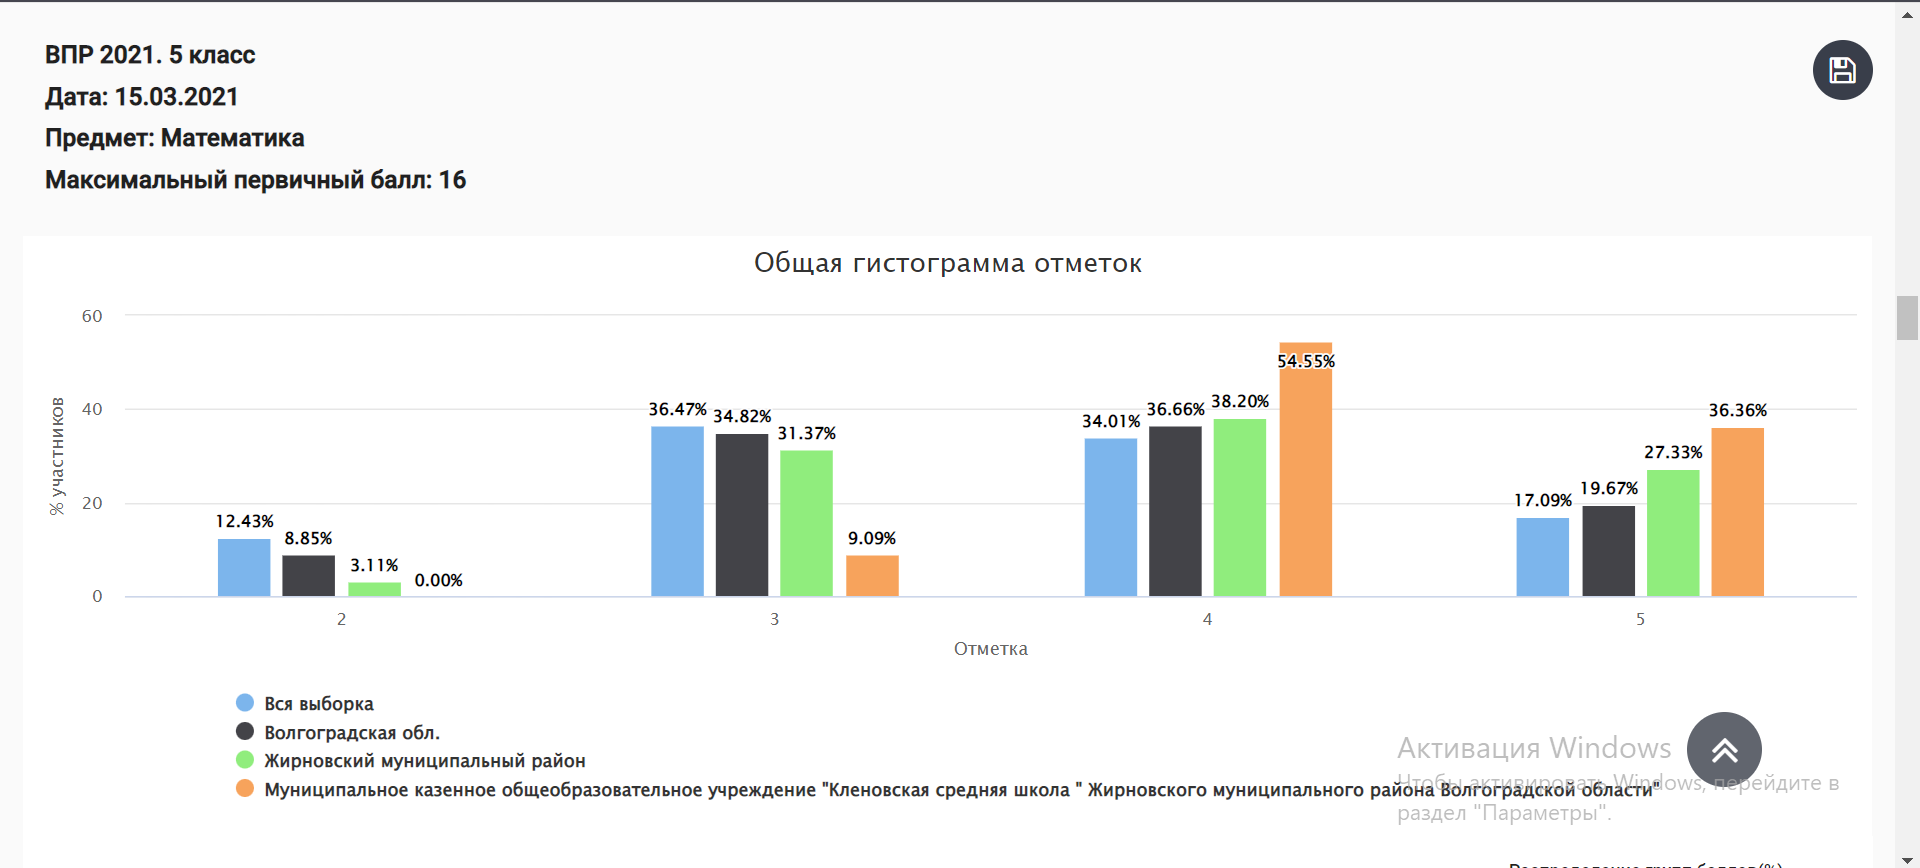 ВПР 2021. 5 класс
Дата: 15.03.2021
Предмет: Математика
Максимальный первичный балл: 16
Общая гистограмма отметок
% участников
60
40
20
0
12.43%
8.85%
3.11%
0.00%
36.47%
34.82%
31.37%
9.09%
34.01%
36.66%
38.20%
54.55%
17.09%
19.67%
27.33%
36.36%
2
3
4
5
Отметка
Вся выборка
Волгоградская обл.
Жирновский муниципальный район
Муниципальное казенное общеобразовательное учреждение "Кленовская средняя школа " Жирновского муниципального района Волгоградской области"
Активация Windows
Чтобы активировать Windows, перейдите в
раздел "Параметры".
Распределение групп баллов(%)